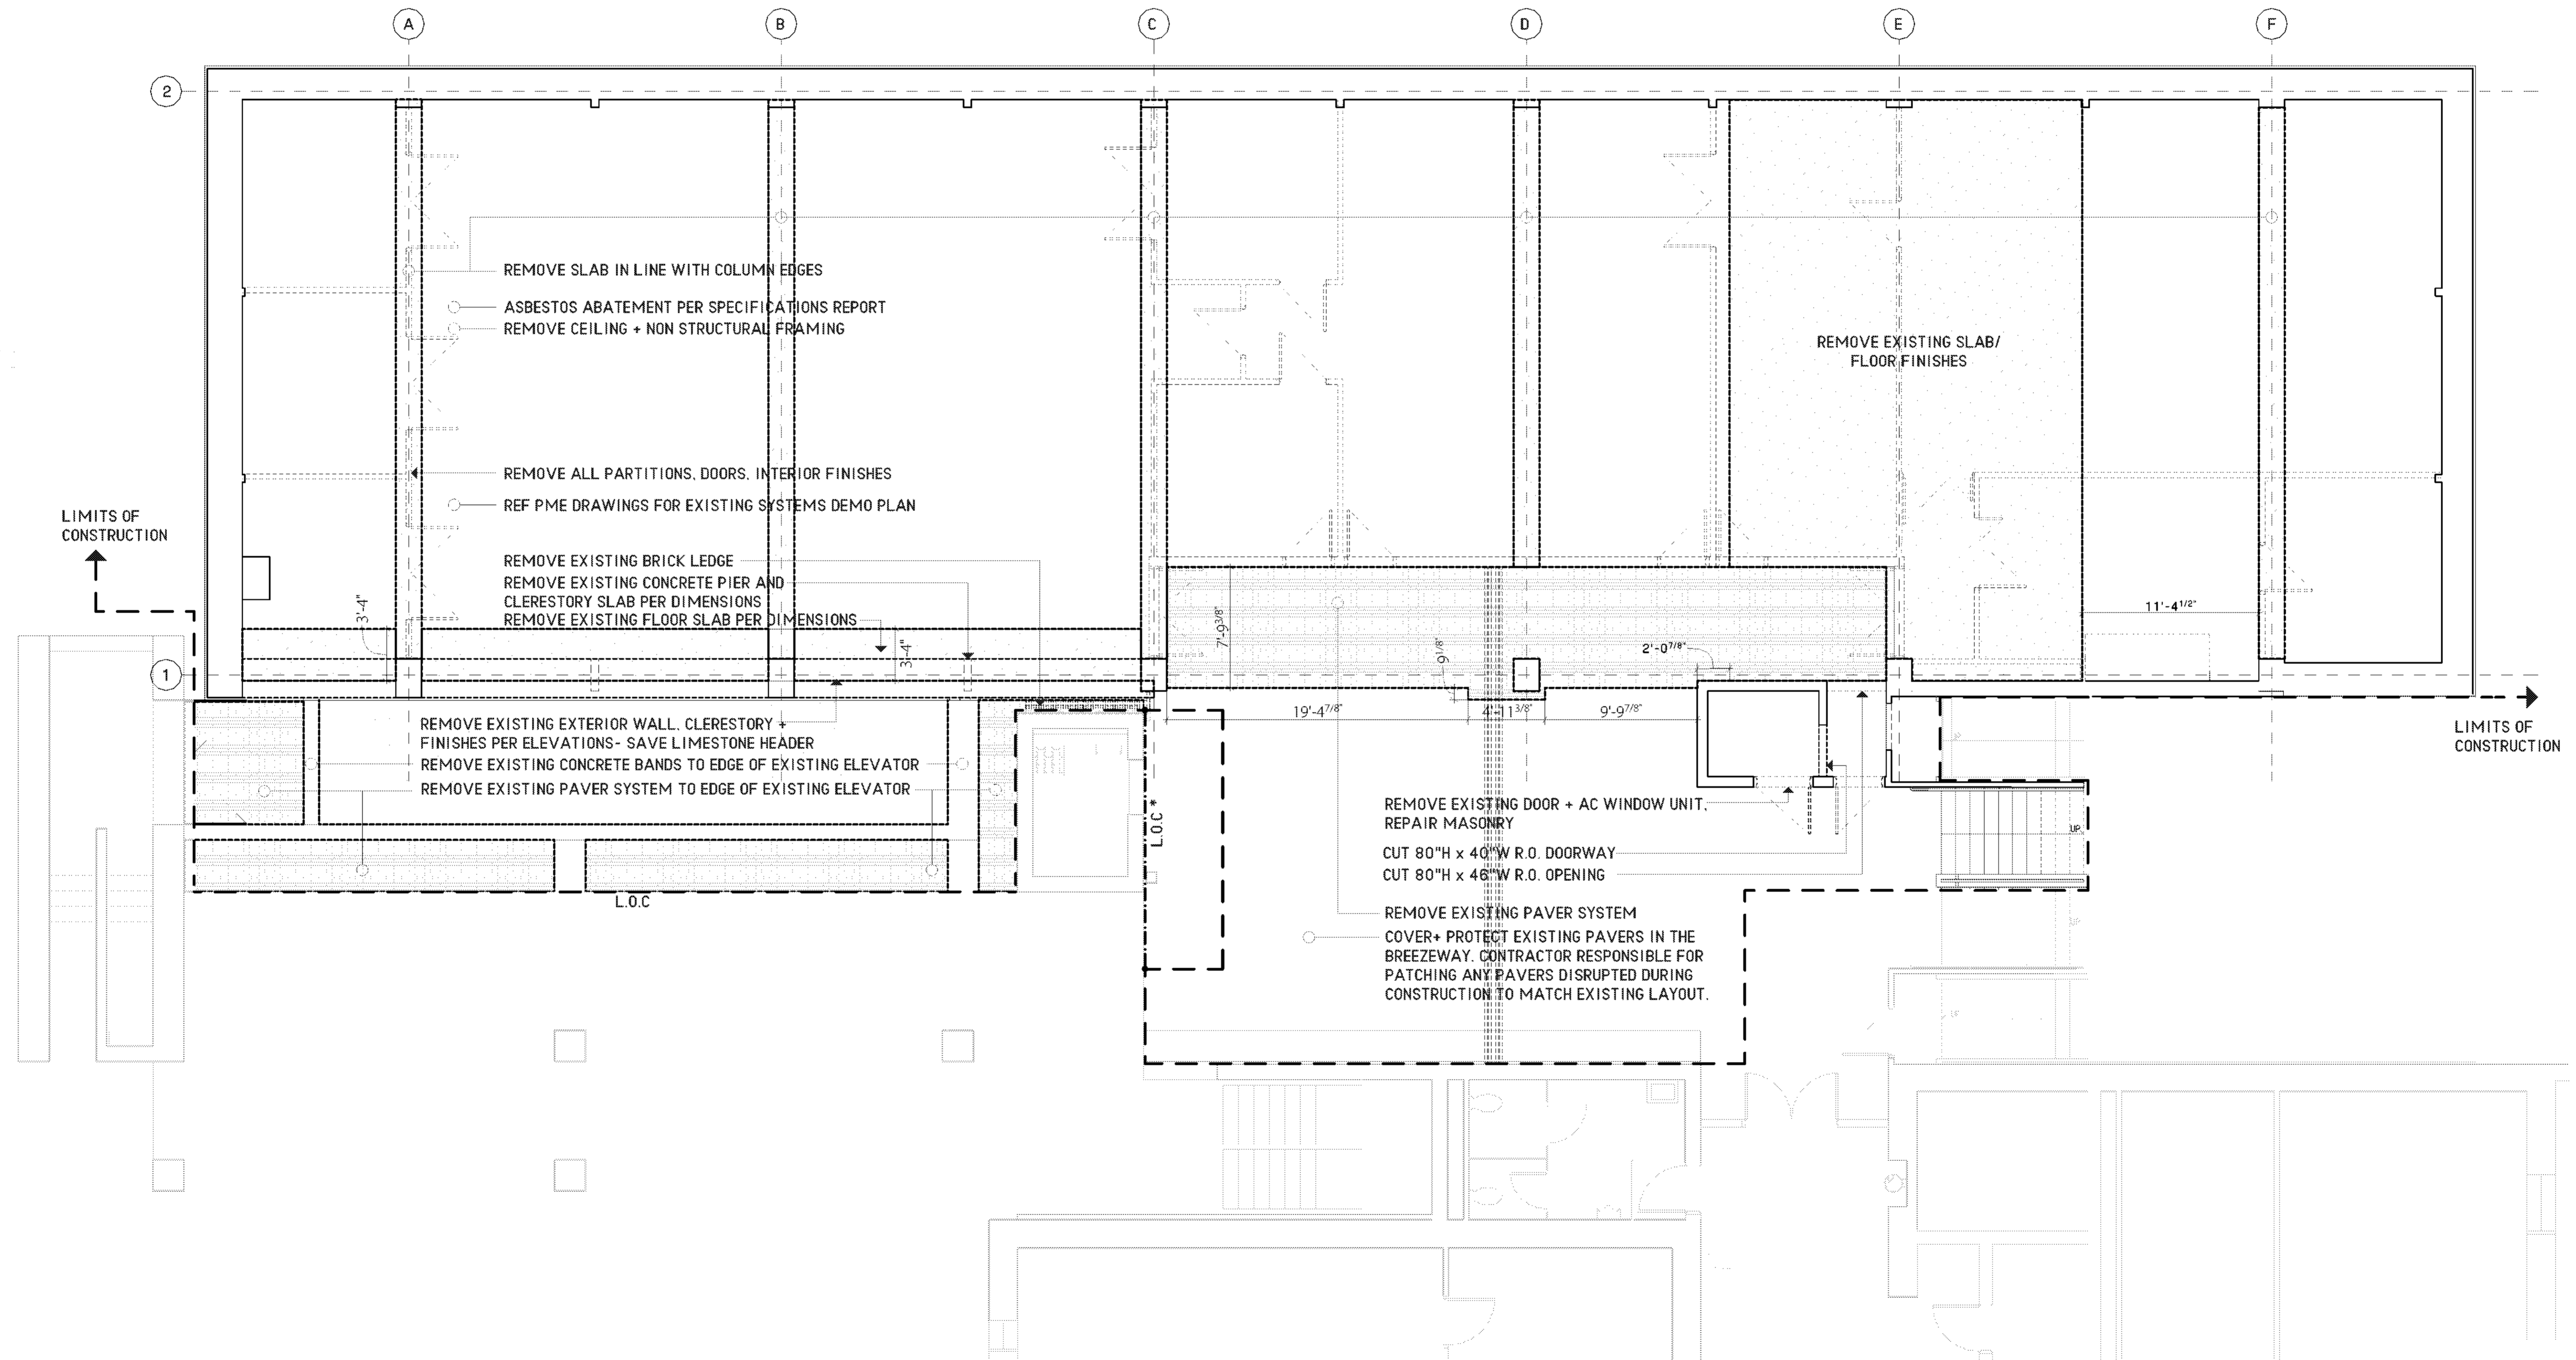 A
B
C
D
E
F
2
REMOVE SLAB IN LINE WITH COLUMN EDGES
ASBESTOS ABATEMENT PER SPECIFICATIONS REPORT
REMOVE CEILING + NON STRUCTURAL FRAMING
REMOVE EXISTING SLAB/
FLOOR FINISHES
REMOVE ALL PARTITIONS, DOORS, INTERIOR FINISHES
REF PME DRAWINGS FOR EXISTING SYSTEMS DEMO PLAN
LIMITS OF
CONSTRUCTION
REMOVE EXISTING BRICK LEDGE
REMOVE EXISTING CONCRETE PIER AND
CLERESTORY SLAB PER DIMENSIONS
REMOVE EXISTING FLOOR SLAB PER DIMENSIONS
3'-4"
3'-4"
7'-9 3/8"
9 1/8"
2'-0 7/8"
11'-4 1/2"
1
19'-4 7/8"
4'-11 3/8"
9'-9 7/8"
REMOVE EXISTING EXTERIOR WALL, CLERESTORY +
FINISHES PER ELEVATIONS- SAVE LIMESTONE HEADER
REMOVE EXISTING CONCRETE BANDS TO EDGE OF EXISTING ELEVATOR
REMOVE EXISTING PAVER SYSTEM TO EDGE OF EXISTING ELEVATOR
LIMITS OF
CONSTRUCTION
L.O.C *
REMOVE EXISTING DOOR + AC WINDOW UNIT,
REPAIR MASONRY
CUT 80"H x 40"W R.O. DOORWAY
CUT 80"H x 46"W R.O. OPENING
UP
L.O.C
REMOVE EXISTING PAVER SYSTEM
COVER+ PROTECT EXISTING PAVERS IN THE
BREEZEWAY. CONTRACTOR RESPONSIBLE FOR
PATCHING ANY PAVERS DISRUPTED DURING
CONSTRUCTION TO MATCH EXISTING LAYOUT.